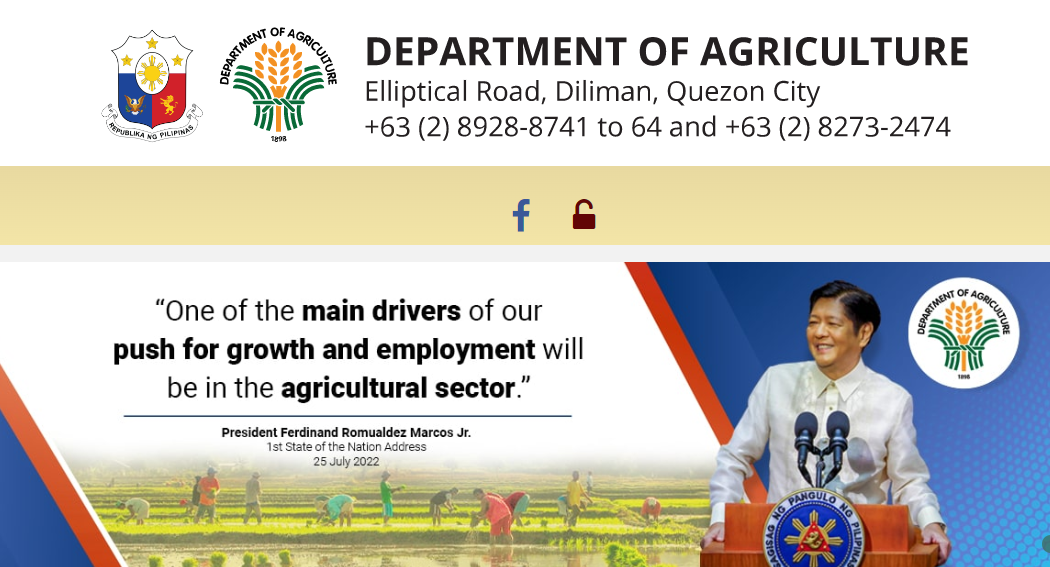 REPUBLIKA NG PILIPINAS
DEPARTMENT OF AGRICULTURE
1898
DEPARTMENT OF AGRICULTURE
Elliptical Road, Diliman, Quezon City
+63 (2) 8928-8741 to 64 and +63 (2) 8273-2474
“One of the main drivers of our
push for growth and employment will
be in the agricultural sector.”
President Ferdinand Romualdez Marcos Jr.
1st State of the Nation Address
25 July 2022
DEPARTMENT OF AGRICULTURE
1898
SAGISAG NG PANGULO NG PILIPINAS